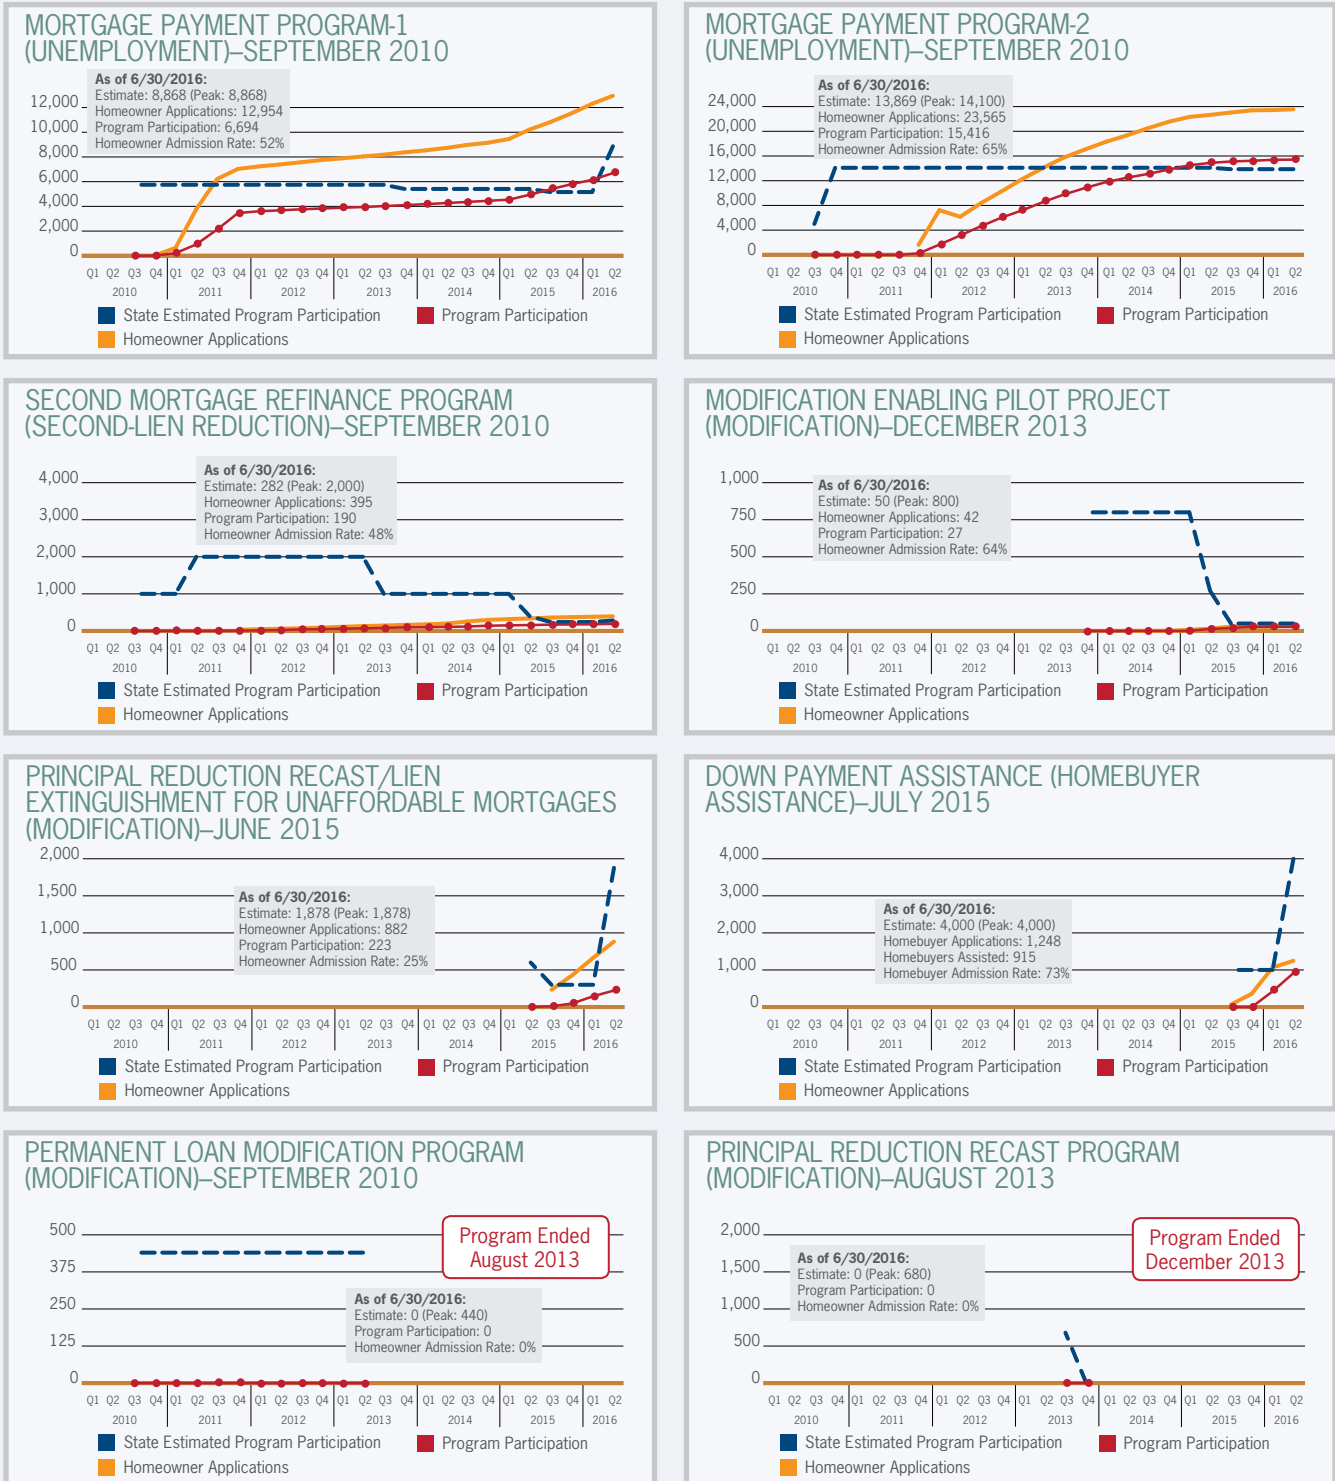 MORTGAGE PAYMENT PROGRAM-1
(UNEMPLOYMENT)–SEPTEMBER 2010
As of 6/30/2016:
Estimate: 8,868 (Peak: 8,868)
Homeowner Applications: 12,954
Program Participation: 6,694
Homeowner Admission Rate: 52%
12,000
10,000
8,000
6,000
4,000
2,000
0
Q1 Q2 Q3 Q4 Q1 Q2 Q3 Q4 Q1 Q2 Q3 Q4 Q1 Q2 Q3 Q4 Q1 Q2 Q3 Q4 Q1 Q2 Q3 Q4 Q1 Q2
2010 2011 2012 2013 2014 2015 2016
State Estimated Program Participation Program Participation
Homeowner Applications
MORTGAGE PAYMENT PROGRAM-2
(UNEMPLOYMENT)–SEPTEMBER 2010
As of 6/30/2016:
Estimate: 13,869 (Peak: 14,100)
Homeowner Applications: 23,565
Program Participation: 15,416
Homeowner Admission Rate: 65%
24,000
20,000
16,000
12,000
8,000
4,000
0
Q1 Q2 Q3 Q4 Q1 Q2 Q3 Q4 Q1 Q2 Q3 Q4 Q1 Q2 Q3 Q4 Q1 Q2 Q3 Q4 Q1 Q2 Q3 Q4 Q1 Q2
2010 2011 2012 2013 2014 2015 2016
State Estimated Program Participation Program Participation
Homeowner Applications
SECOND MORTGAGE REFINANCE PROGRAM
(SECOND-LIEN REDUCTION)–SEPTEMBER 2010
As of 6/30/2016:
Estimate: 282 (Peak: 2,000)
Homeowner Applications: 395
Program Participation: 190
Homeowner Admission Rate: 48%
4,000
3,000
2,000
1,000
0
Q1 Q2 Q3 Q4 Q1 Q2 Q3 Q4 Q1 Q2 Q3 Q4 Q1 Q2 Q3 Q4 Q1 Q2 Q3 Q4 Q1 Q2 Q3 Q4 Q1 Q2
2010 2011 2012 2013 2014 2015 2016
State Estimated Program Participation Program Participation
Homeowner Applications
MODIFICATION ENABLING PILOT PROJECT
(MODIFICATION)–DECEMBER 2013
As of 6/30/2016:
Estimate: 50 (Peak: 800)
Homeowner Applications: 42
Program Participation: 27
Homeowner Admission Rate: 64%
1,000
750
500
250
0
Q1 Q2 Q3 Q4 Q1 Q2 Q3 Q4 Q1 Q2 Q3 Q4 Q1 Q2 Q3 Q4 Q1 Q2 Q3 Q4 Q1 Q2 Q3 Q4 Q1 Q2
2010 2011 2012 2013 2014 2015 2016
State Estimated Program Participation Program Participation
Homeowner Applications
PRINCIPAL REDUCTION RECAST/LIEN
EXTINGUISHMENT FOR UNAFFORDABLE MORTGAGES
(MODIFICATION)–JUNE 2015
As of 6/30/2016:
Estimate: 1,878 (Peak: 1,878)
Homeowner Applications: 882
Program Participation: 223
Homeowner Admission Rate: 25%
2,000
1,500
1,000
500
0
Q1 Q2 Q3 Q4 Q1 Q2 Q3 Q4 Q1 Q2 Q3 Q4 Q1 Q2 Q3 Q4 Q1 Q2 Q3 Q4 Q1 Q2 Q3 Q4 Q1 Q2
2010 2011 2012 2013 2014 2015 2016
State Estimated Program Participation Program Participation
Homeowner Applications
DOWN PAYMENT ASSISTANCE (HOMEBUYER
ASSISTANCE)–JULY 2015
As of 6/30/2016:
Estimate: 4,000 (Peak: 4,000)
Homebuyer Applications: 1,248
Homebuyers Assisted: 915
Homebuyer Admission Rate: 73%
4,000
3,000
2,000
1,000
0
Q1 Q2 Q3 Q4 Q1 Q2 Q3 Q4 Q1 Q2 Q3 Q4 Q1 Q2 Q3 Q4 Q1 Q2 Q3 Q4 Q1 Q2 Q3 Q4 Q1 Q2
2010 2011 2012 2013 2014 2015 2016
State Estimated Program Participation Program Participation
Homeowner Applications
PERMANENT LOAN MODIFICATION PROGRAM
(MODIFICATION)–SEPTEMBER 2010
Program Ended
August 2013
As of 6/30/2016:
Estimate: 0 (Peak: 440)
Program Participation: 0
Homeowner Admission Rate: 0%
500
375
250
125
0
Q1 Q2 Q3 Q4 Q1 Q2 Q3 Q4 Q1 Q2 Q3 Q4 Q1 Q2 Q3 Q4 Q1 Q2 Q3 Q4 Q1 Q2 Q3 Q4 Q1 Q2
2010 2011 2012 2013 2014 2015 2016
State Estimated Program Participation Program Participation
Homeowner Applications
PRINCIPAL REDUCTION RECAST PROGRAM
(MODIFICATION)–AUGUST 2013
Program Ended
December 2013
As of 6/30/2016:
Estimate: 0 (Peak: 680)
Program Participation: 0
Homeowner Admission Rate: 0%
2,000
1,500
1,000
500
0
Q1 Q2 Q3 Q4 Q1 Q2 Q3 Q4 Q1 Q2 Q3 Q4 Q1 Q2 Q3 Q4 Q1 Q2 Q3 Q4 Q1 Q2 Q3 Q4 Q1 Q2
2010 2011 2012 2013 2014 2015 2016
State Estimated Program Participation Program Participation
Homeowner Applications